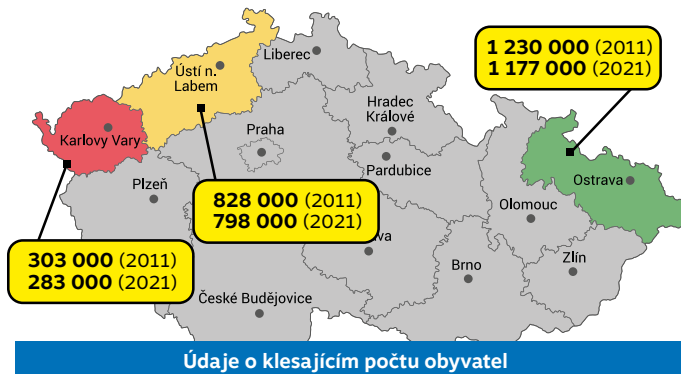 1 230 000 (2011)
1 177 000 (2021)
Liberec
Ústí n.
Labem
Hradec
Králové
Karlovy Vary
Praha
Pardubice
Plzeň
Ostrava
828 000 (2011)
798 000 (2021)
Olomouc
303 000 (2011)
283 000 (2021)
Brno
Zlín
České Budějovice
Údaje o klesajícím počtu obyvatel